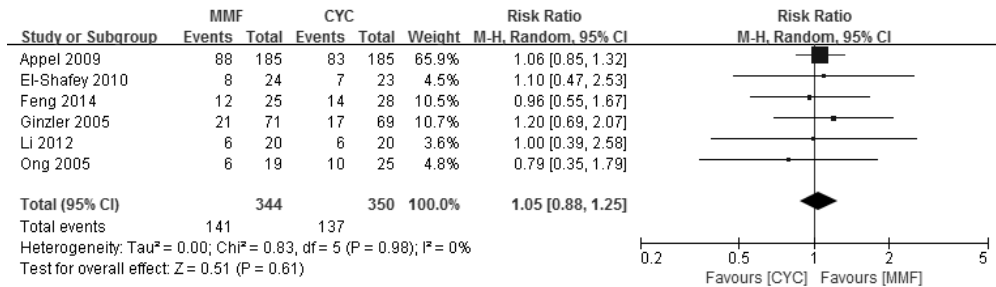 MMF CYC Risk Ratio Risk Ratio
Study or Subgroup Events Total Events Total Weight M-H, Random, 95% CI M-H, Random, 95% CI
Appel 2009 88 185 83 185 65.9% 1.06 [0.85, 1.32]
El-Shafey 2010 8 24 7 23 4.5% 1.10 [0.47, 2.53]
Feng 2014 12 25 14 28 10.5% 0.96 [0.55, 1.67]
Ginzler 2005 21 71 17 69 10.7% 1.20 [0.69, 2.07]
Li 2012 6 20 6 20 3.6% 1.00 [0.39, 2.58]
Ong 2005 6 19 10 25 4.8% 0.79 [0.35, 1.79]
Total (95% CI) 344 350 100.0% 1.05 [0.88, 1.25]
Total events 141 137
Heterogeneity: Tau² = 0.00; Chi² = 0.83, df = 5 (P = 0.98); I² = 0%
Test for overall effect: Z = 0.51 (P = 0.61)
0.2 0.5 1 2 5
Favours [CYC] Favours [MMF]